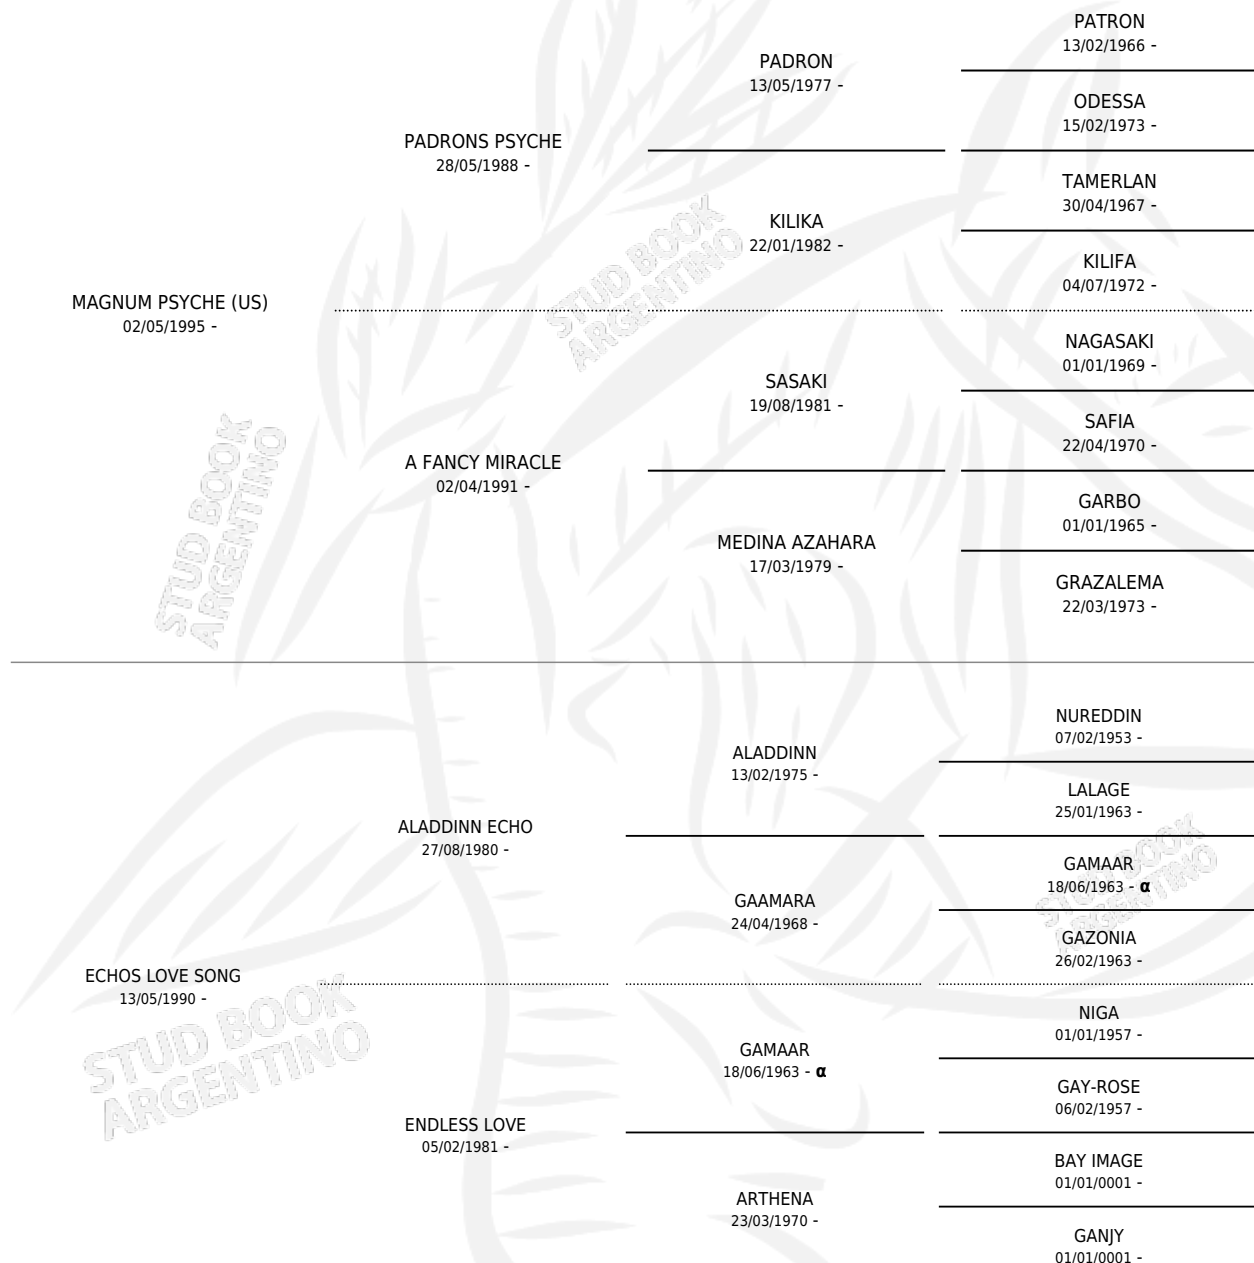 PATRON
13/02/1966 -
PADRON
13/05/1977 -
ODESSA
15/02/1973 -
PADRONS PSYCHE
28/05/1988 -
TAMERLAN
30/04/1967 -
KILIKA
22/01/1982 -
KILIFA
04/07/1972 -
MAGNUM PSYCHE (US)
02/05/1995 -
NAGASAKI
01/01/1969 -
SASAKI
19/08/1981 -
SAFIA
22/04/1970 -
A FANCY MIRACLE
02/04/1991 -
GARBO
01/01/1965 -
MEDINA AZAHARA
17/03/1979 -
GRAZALEMA
22/03/1973 -
NUREDDIN
07/02/1953 -
ALADDINN
13/02/1975 -
LALAGE
25/01/1963 -
ALADDINN ECHO
27/08/1980 -
GAMAAR
18/06/1963 - α
GAAMARA
24/04/1968 -
GAZONIA
26/02/1963 -
ECHOS LOVE SONG
13/05/1990 -
NIGA
01/01/1957 -
GAMAAR
18/06/1963 - α
GAY-ROSE
06/02/1957 -
ENDLESS LOVE
05/02/1981 -
BAY IMAGE
01/01/0001 -
ARTHENA
23/03/1970 -
GANJY
01/01/0001 -
STUD BOOK
ARGENTINO
STUD BOOK
ARGENTINO
STUD BOOK
ARGENTINO
STUD BOOK
ARGENTINO